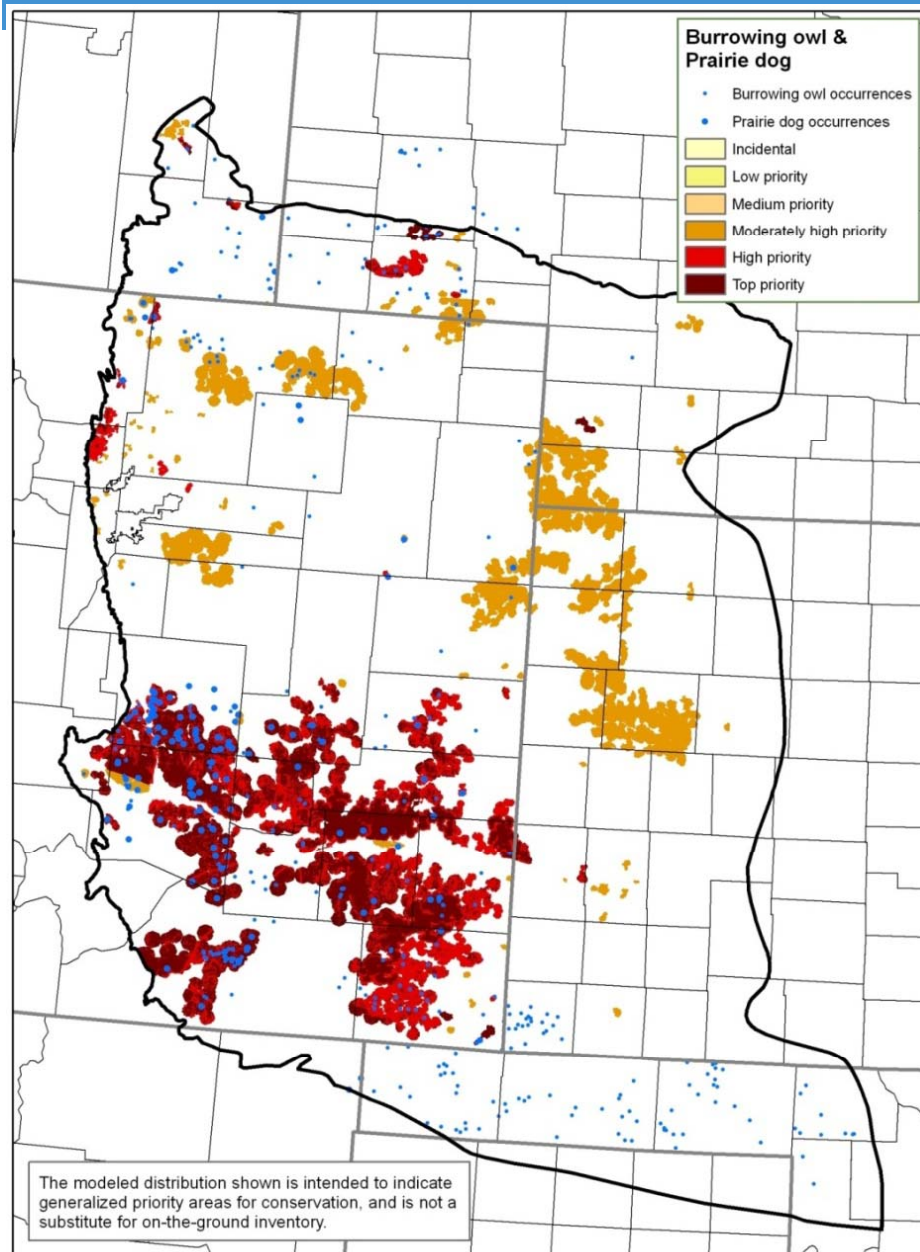 Burrowing owl &
Prairie dog
Burrowing owl occurrences
Prairie dog occurrences
Incidental
Low priority
Medium priority
Moderately high priority
High priority
Top priority
The modeled distribution shown is intended to indicate
generalized priority areas for conservation, and is not a
substitute for on-the-ground inventory.